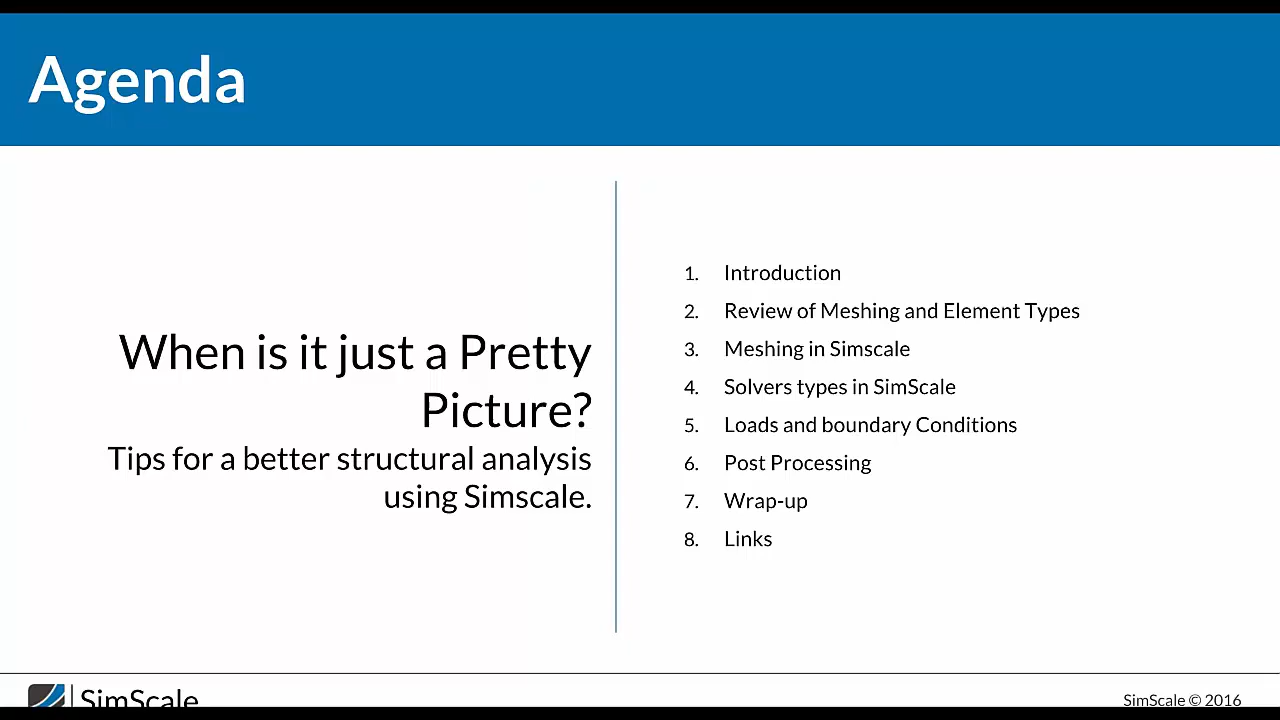 Agenda
When is it just a Pretty
Picture?
Tips for a better structural analysis
using Simscale.
1. Introduction
2. Review of Meshing and Element Types
3. Meshing in Simscale
4. Solvers types in SimScale
5. Loads and boundary Conditions
6. Post Processing
7. Wrap-up
8. Links
SimScale
SimScale © 2016